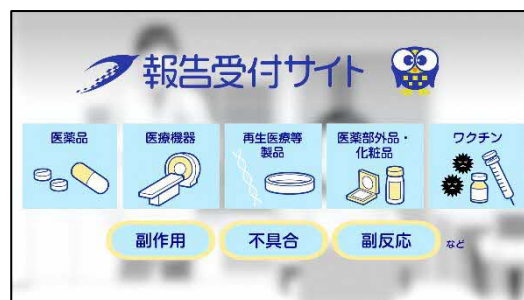 報告受付サイト
医薬品
医療機器
再生医療等
製品
医薬部外品・
化粧品
ワクチン
副作用
不具合
副反応
など